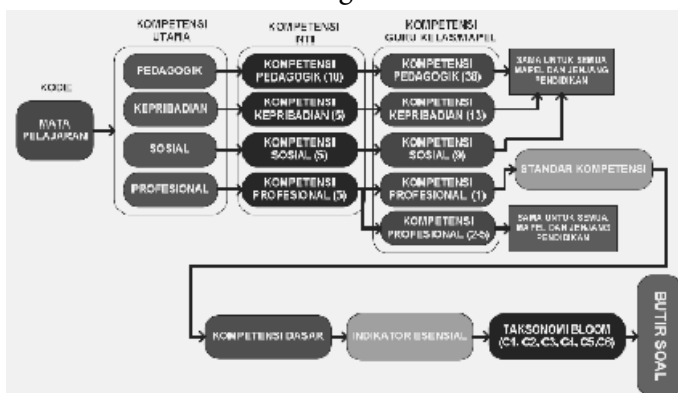 KOMPETENSI
UTAMA
KOMPETENSI
INTI
KOMPETENSI
GURU KELAS/MAPEL
KODE
MATA
PELAJARAN
PEDAGOGIK
KEPRIBADIAN
SOSIAL
PROFESIONAL
KOMPETENSI
PEDAGOGIK (10)
KOMPETENSI
KEPRIBADIAN (5)
KOMPETENSI
SOSIAL (5)
KOMPETENSI
PROFESIONAL (5)
KOMPETENSI
PEDAGOGIK (38)
KOMPETENSI
KEPRIBADIAN (13)
KOMPETENSI
SOSIAL (9)
KOMPETENSI
PROFESIONAL (1)
KOMPETENSI
PROFESIONAL (2-5)
SAMA UNTUK SEMUA
MAPEL DAN JENJANG
PENDIDIKAN
STANDAR KOMPETENSI
SAMA UNTUK SEMUA
MAPEL DAN JENJANG
PENDIDIKAN
KOMPETENSI DASAR
INDIKATOR ESENSIAL
TAKSONOMI BLOOM
(C1, C2, C3, C4, C5,C6)
BUTIR SOAL